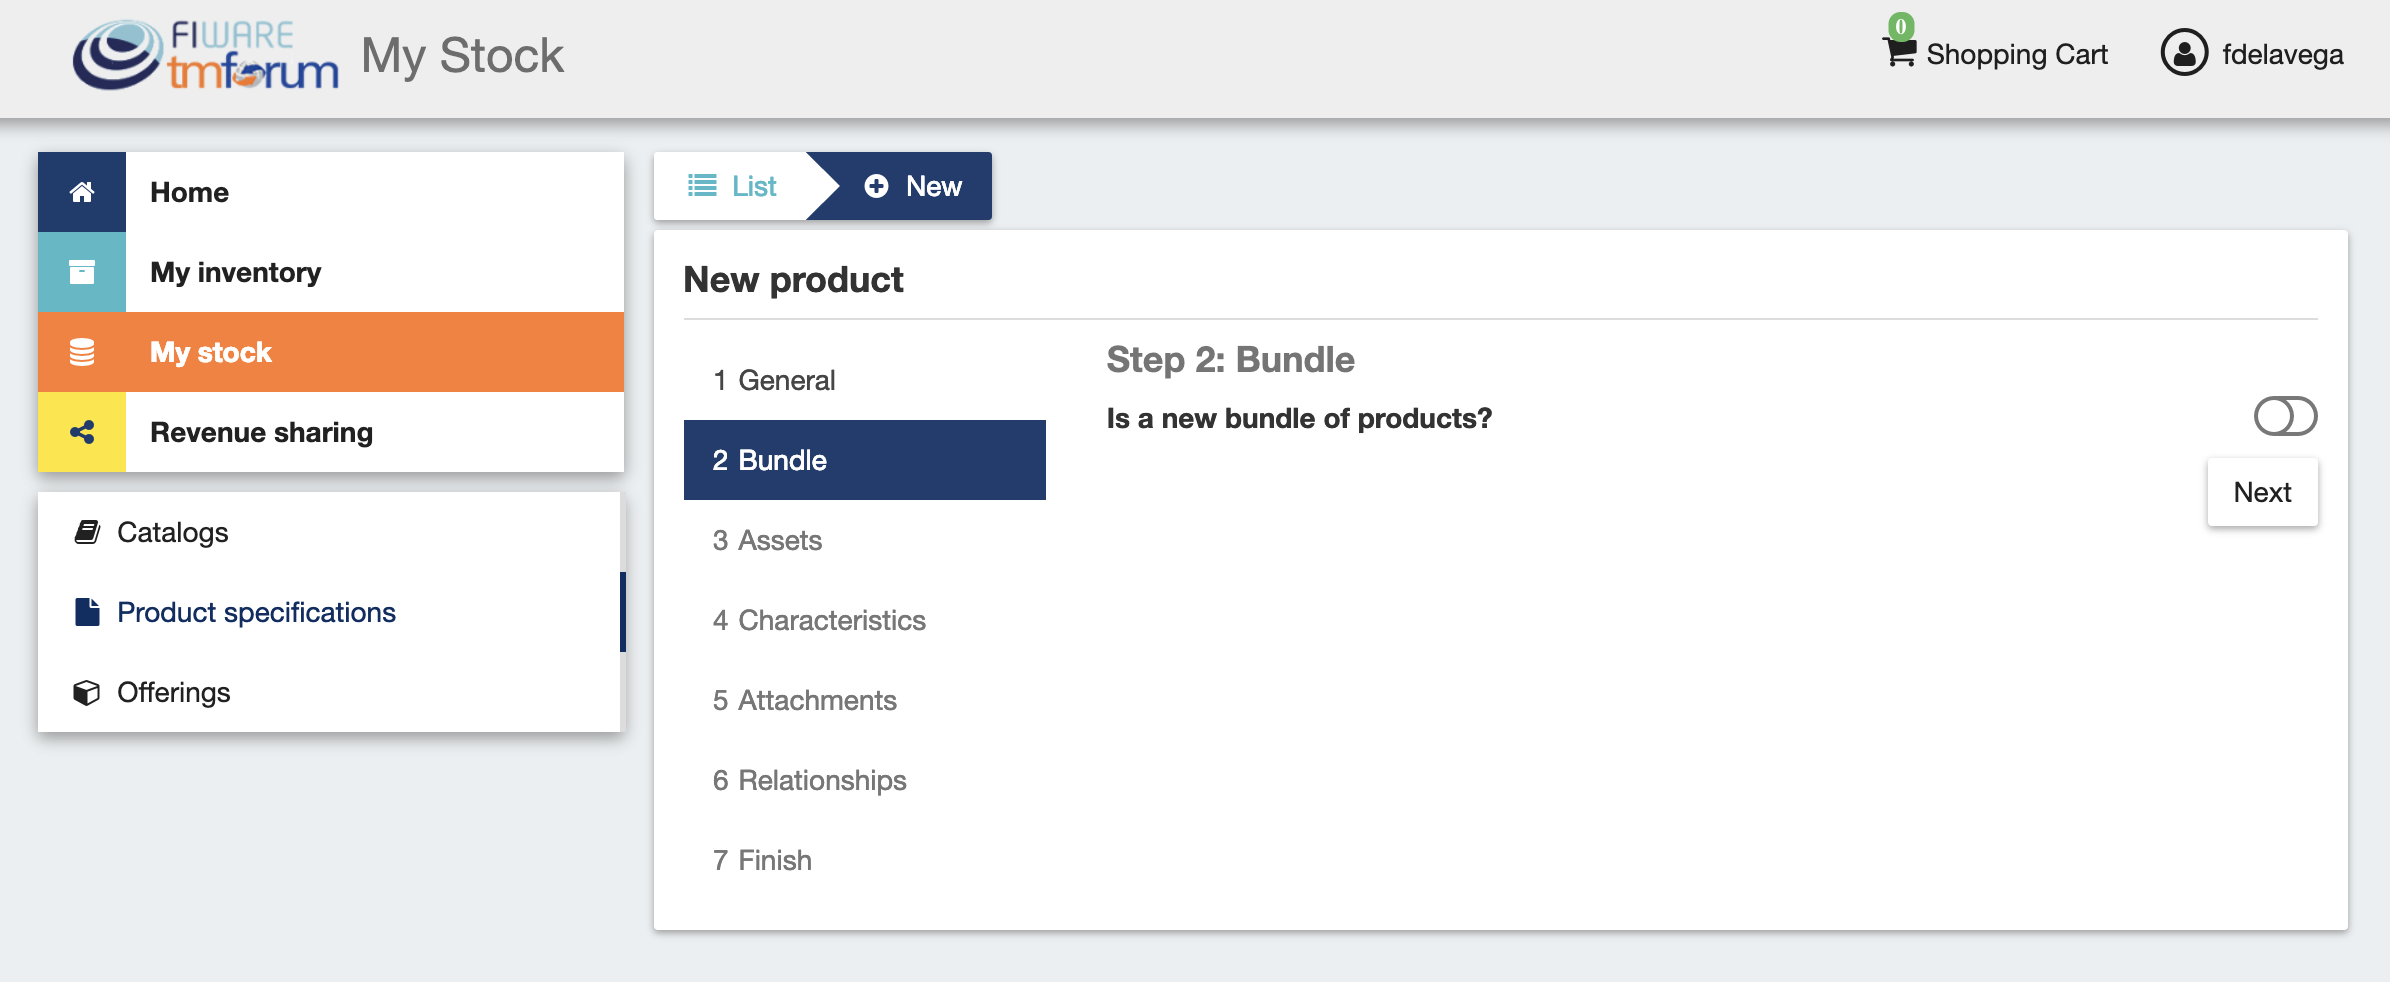 FIWARE
tmforum
My Stock
0
Shopping Cart
fdelavega
Home
My inventory
My stock
Revenue sharing
Catalogs
Product specifications
Offerings
List
New
New product
1 General
2 Bundle
3 Assets
4 Characteristics
5 Attachments
6 Relationships
7 Finish
Step 2: Bundle
Is a new bundle of products?
Next